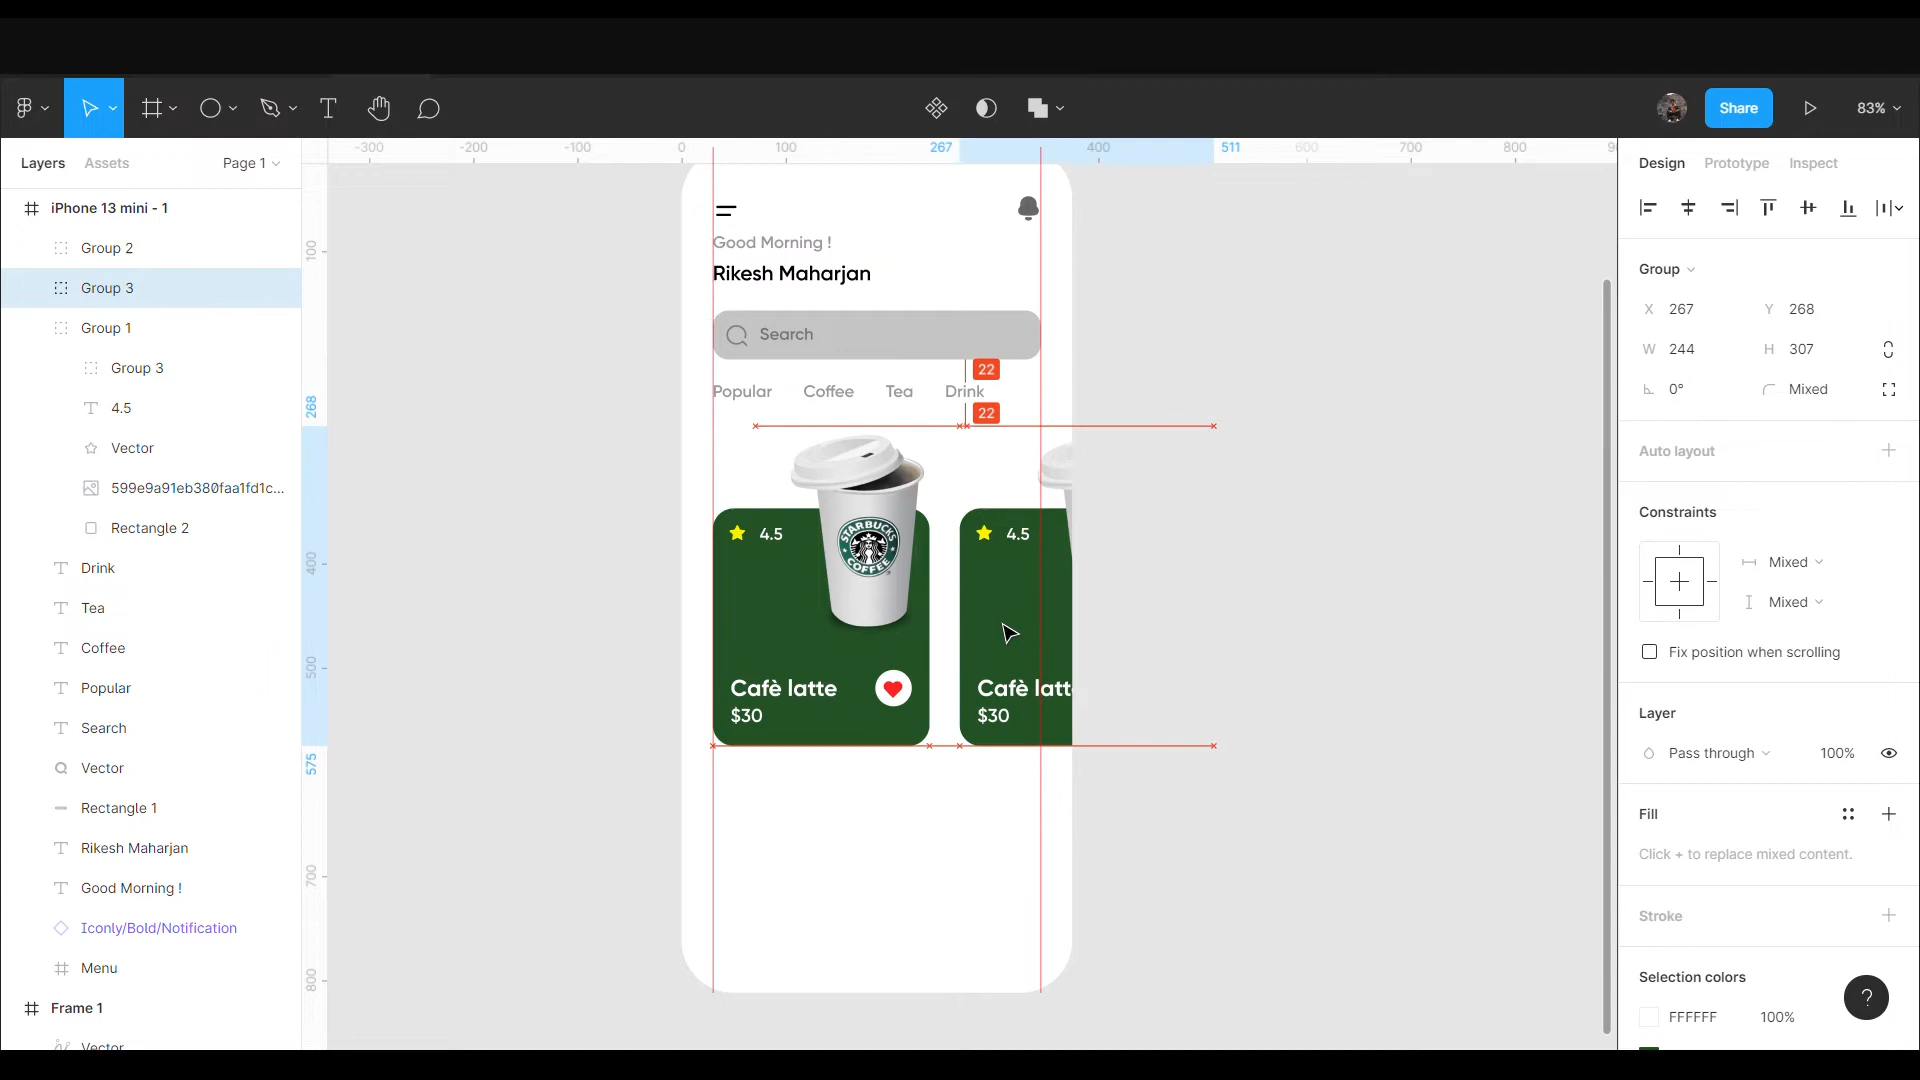 Share
83%
Layers
Assets
Page 1
-300
-200
-100
0
100
267
400
511
600
700
800
Design
Prototype
Inspect
iPhone 13 mini - 1
Group 2
Group 3
Group 1
Group 3
4.5
Vector
599e9a91eb380faa1fd1c...
Rectangle 2
Drink
Tea
Coffee
Popular
Search
Vector
Rectangle 1
Rikesh Maharjan
Good Morning !
Iconly/Bold/Notification
Menu
Frame 1
Vector
100
268
400
500
575
700
800
Good Morning !
Rikesh Maharjan
Search
22
Popular
Coffee
Tea
Drink
22
4.5
STARBUCKS
COFFEE
Cafè latte
$30
4.5
Cafè latt
$30
Group
X 267
Y 268
W 244
H 307
0°
Mixed
Auto layout
Constraints
Mixed
Mixed
Fix position when scrolling
Layer
Pass through
100%
Fill
Click + to replace mixed content.
Stroke
Selection colors
FFFFFF
100%
?